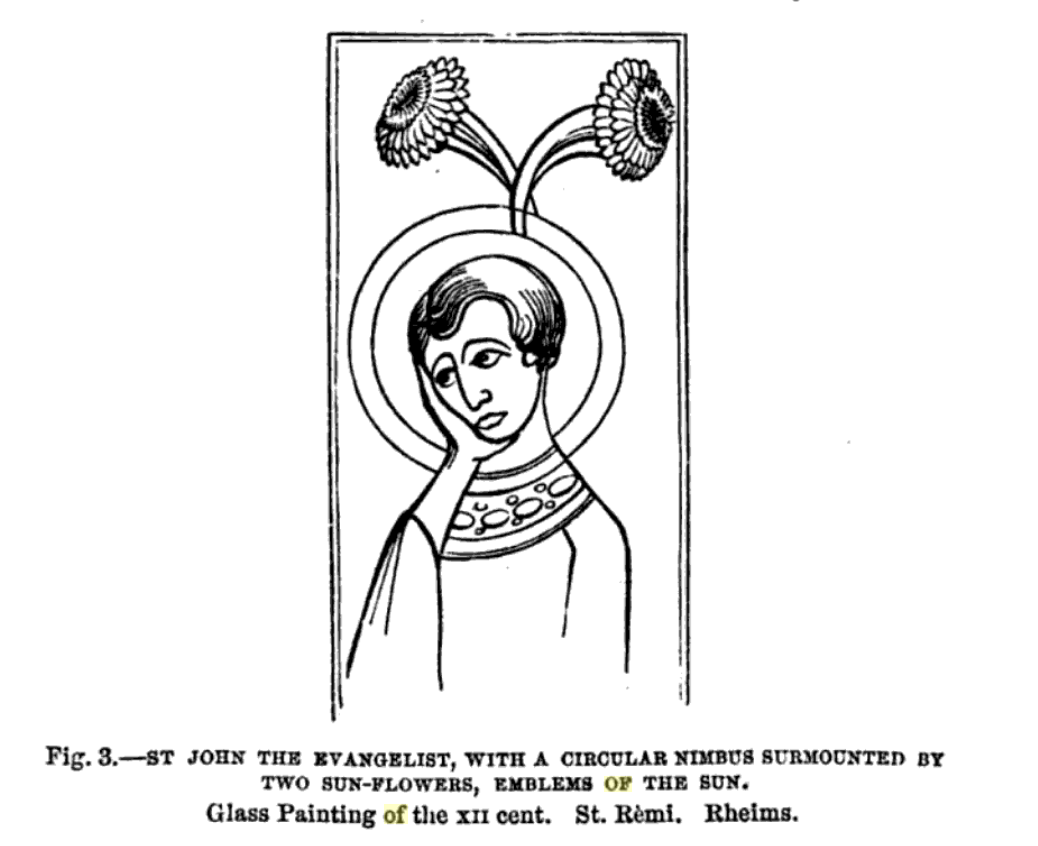 Fig. 3.—ST JOHN THE EVANGELIST, WITH A CIRCULAR NIMBUS SURMOUNTED BY
TWO SUN-FLOWERS, EMBLEMS OF THE SUN.
Glass Painting of the XII cent. St. Rèmi. Rheims.